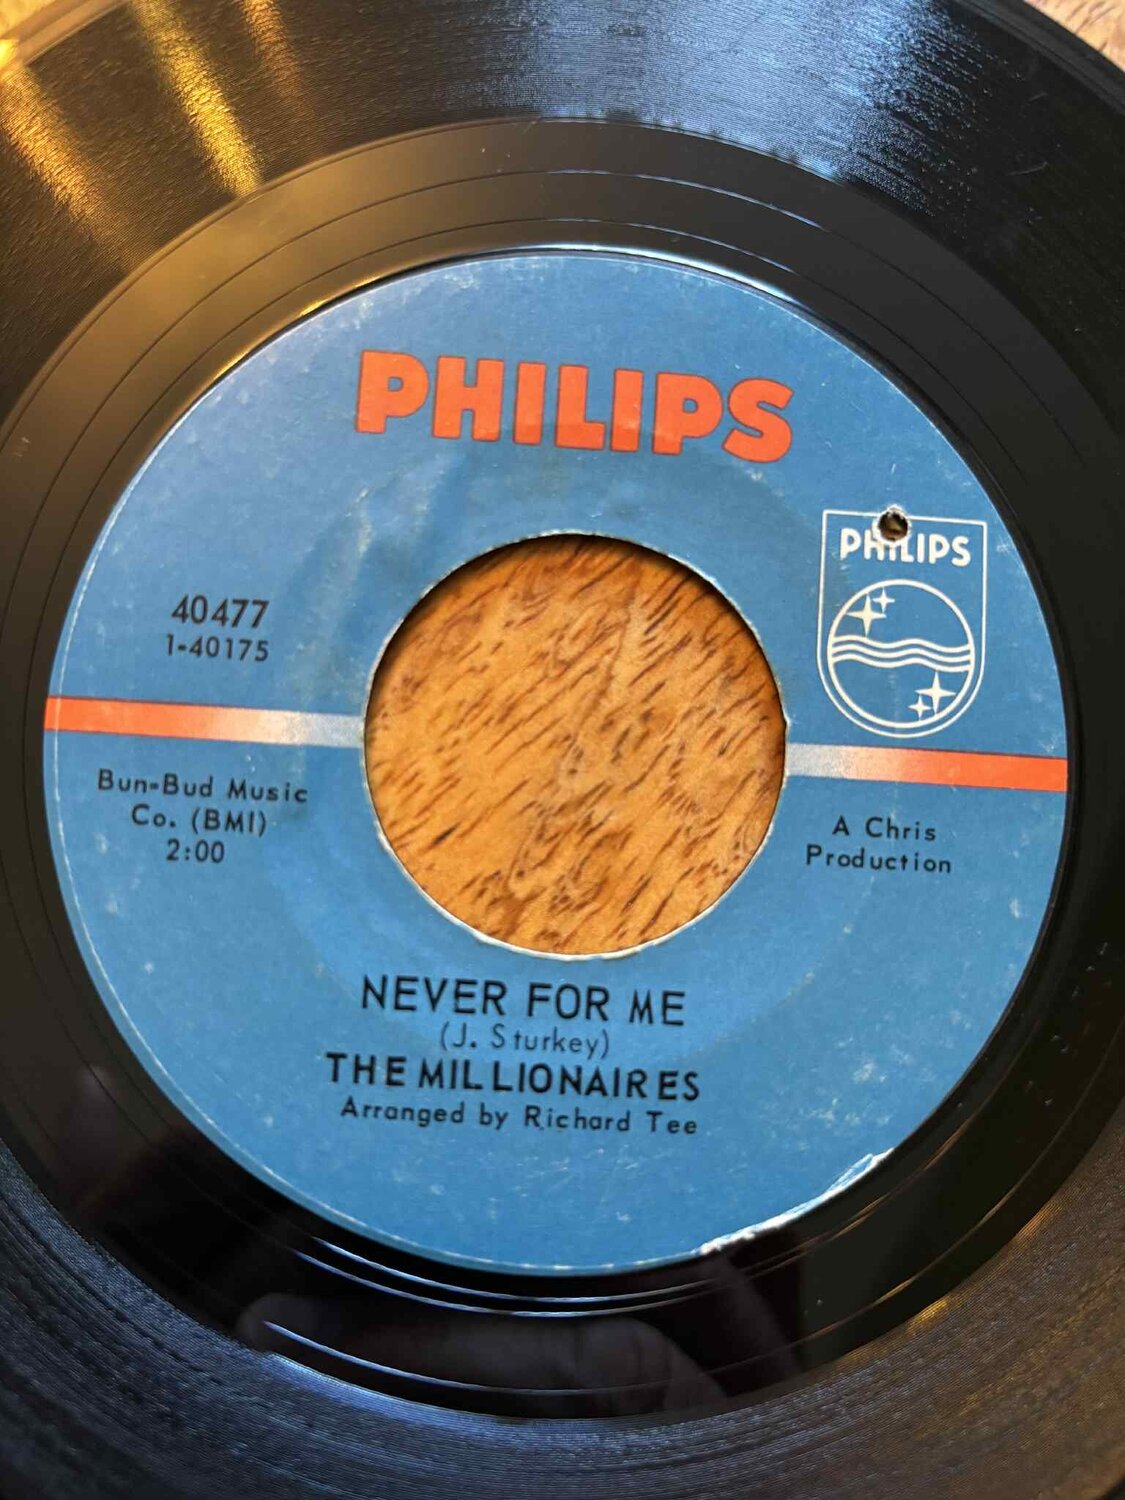 PHILIPS
PHILIPS
40477
1-40175
Bun-Bud Music
Co. (BMI)
2:00
A Chris
Production
NEVER FOR ME
(J. Sturkey)
THE MILLIONAIRES
Arranged by Richard Tee